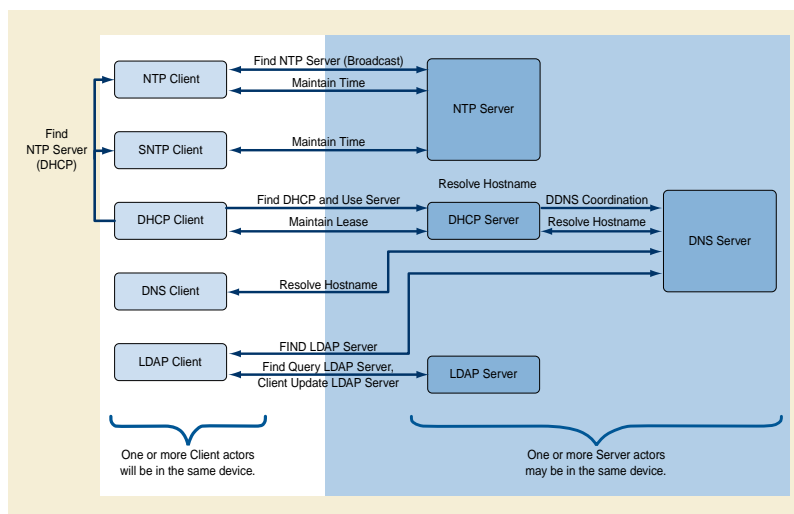 Find NTP Server (Broadcast)
NTP Client
Maintain Time
NTP Server
Find
NTP Server
(DHCP)
SNTP Client
Maintain Time
Resolve Hostname
Find DHCP and Use Server
DDNS Coordination
DHCP Client
DHCP Server
Maintain Lease
Resolve Hostname
DNS Server
DNS Client
Resolve Hostname
FIND LDAP Server
LDAP Client
Find Query LDAP Server,
Client Update LDAP Server
LDAP Server
One or more Client actors
will be in the same device.
One or more Server actors
may be in the same device.